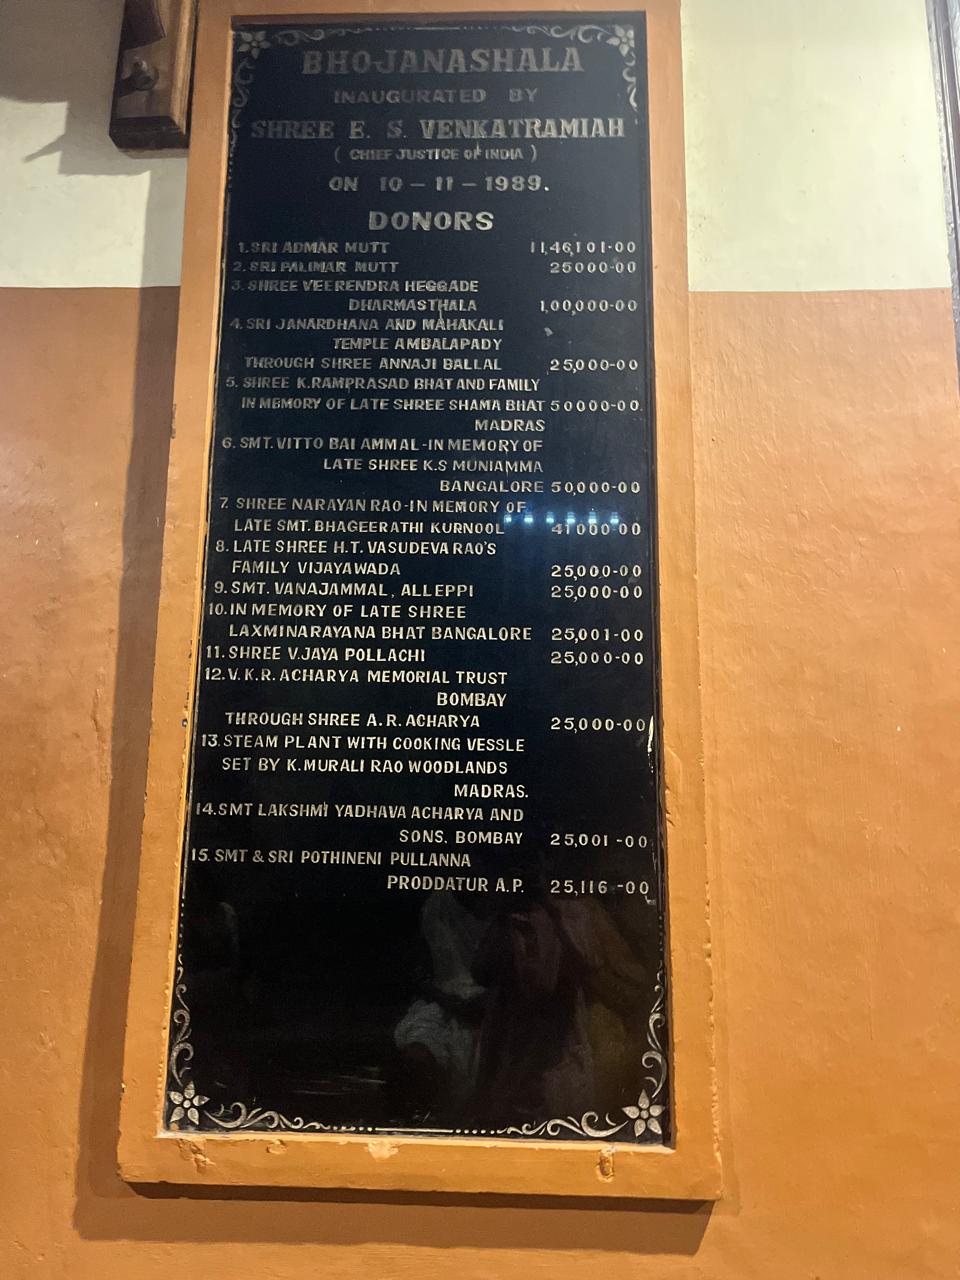 BHOJANASHALA
INAUGURATED BY
SHREE E. S. VENKATRAMIAH
( CHIEF JUSTICE OF INDIA )
ON 10 - 11 - 1989.
DONORS
1. SRI ADMAR MUTT 11,46,101-00
2. SRI PALIMAR MUTT 25000-00
3. SHREE VEERENDRA HEGGADE
DHARMASTHALA 1,00,000-00
4. SRI JANARDHANA AND MAHAKALI
TEMPLE AMBALAPADY
THROUGH SHREE ANNAJI BALLAL 25,000-00
5. SHREE K.RAMPRASAD BHAT AND FAMILY
IN MEMORY OF LATE SHREE SHAMA BHAT 50000-00.
MADRAS
6. SMT. VITTO BAI AMMAL-IN MEMORY OF
LATE SHREE K.S MUNIAMMA
BANGALORE 50,000-00
7. SHREE NARAYAN RAO-IN MEMORY OF
LATE SMT. BHAGEERATHI KURNOOL 41000-00
8. LATE SHREE H.T. VASUDEVA RAO'S
FAMILY VIJAYAWADA 25,000-00
9. SMT. VANAJAMMAL, ALLEPPI 25,000-00
10. IN MEMORY OF LATE SHREE
LAXMINARAYANA BHAT BANGALORE 25,001-00
11. SHREE V.JAYA POLLACHI 25,000-00
12. V.K.R. ACHARYA MEMORIAL TRUST
BOMBAY
THROUGH SHREE A.R. ACHARYA 25,000-00
13. STEAM PLANT WITH COOKING VESSLE
SET BY K.MURALI RAO WOODLANDS
MADRAS.
14. SMT LAKSHMI YADHAVA ACHARYA AND
SONS. BOMBAY 25,001-00
15. SMT & SRI POTHINENI PULLANNA
PRODDATUR A.P. 25,116-00